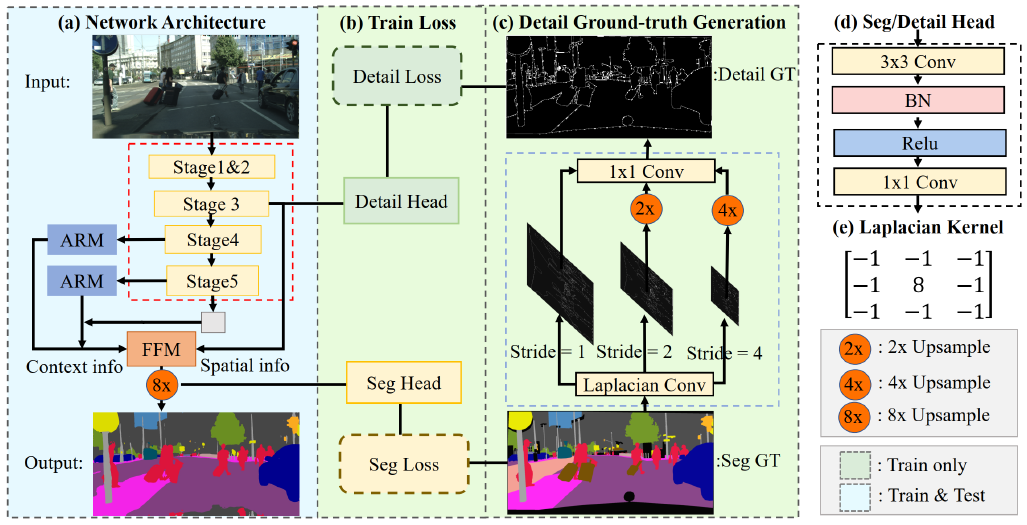 (a) Network Architecture
Input:
Stage1&2
Stage 3
ARM
Stage4
ARM
Stage5
Context info
FFM
Spatial info
8x
Output:
(b) Train Loss
Detail Loss
Detail Head
Seg Head
Seg Loss
(c) Detail Ground-truth Generation
:Detail GT
1x1 Conv
2x
4x
Stride = 1
Stride = 2
Stride = 4
Laplacian Conv
:Seg GT
(d) Seg/Detail Head
3x3 Conv
BN
Relu
1x1 Conv
(e) Laplacian Kernel
−1 −1 −1
−1 8 −1
−1 −1 −1
2x : 2x Upsample
4x : 4x Upsample
8x : 8x Upsample
: Train only
: Train & Test